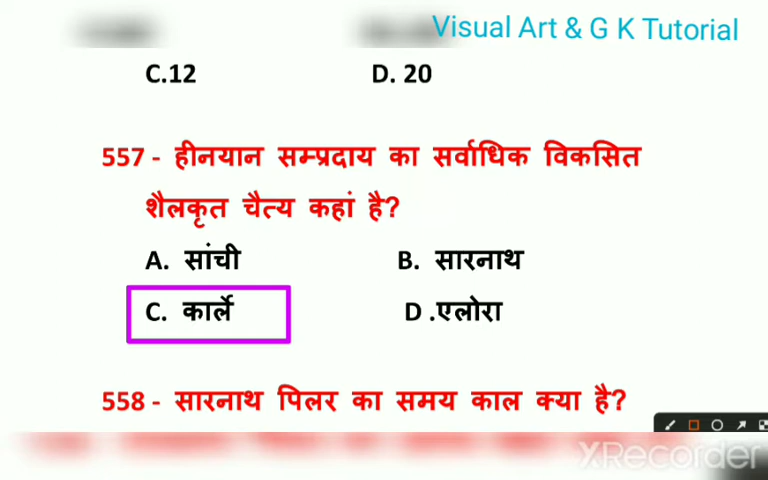 Visual Art & G K Tutorial
C.12 D. 20
557 - हीनयान सम्प्रदाय का सर्वाधिक विकसित
शैलकृत चैत्य कहां है?
A. सांची B. सारनाथ
C. कार्ले D .एलोरा
558 - सारनाथ पिलर का समय काल क्या है?
XRecorder